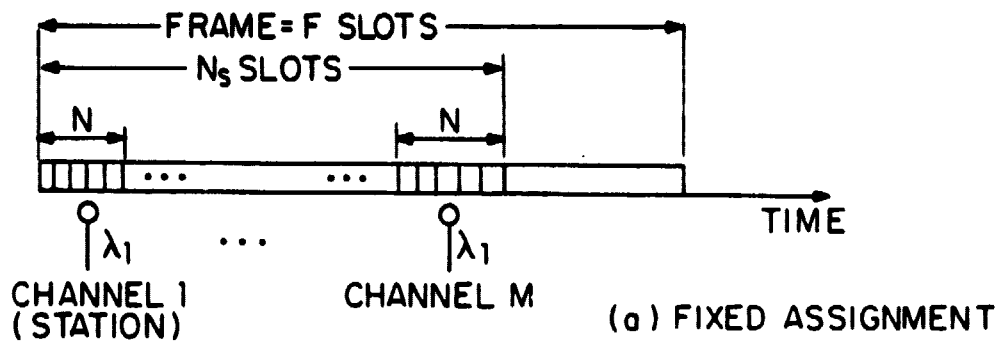 FRAME = F SLOTS
N_S SLOTS
N N
... ...
TIME
λ1 ... λ1
CHANNEL 1 CHANNEL M
(STATION)
(a) FIXED ASSIGNMENT